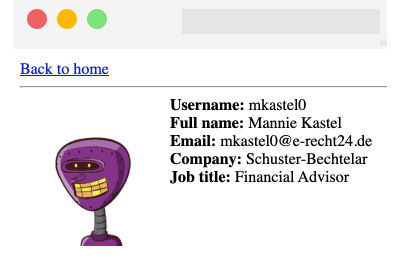 Back to home
Username: mkastel0
Full name: Mannie Kastel
Email: mkastel0@e-recht24.de
Company: Schuster-Bechtelar
Job title: Financial Advisor